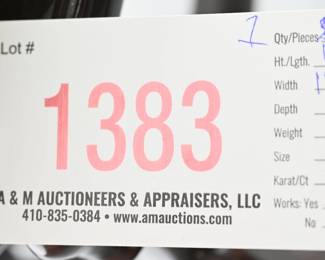 Lot #
1383
A & M AUCTIONEERS & APPRAISERS, LLC
410-835-0384 • www.amauctions.com
1
Qty/Pieces
Ht./Lgth.
Width
Depth
Weight
Size
Karat/Ct
Works: Yes
No